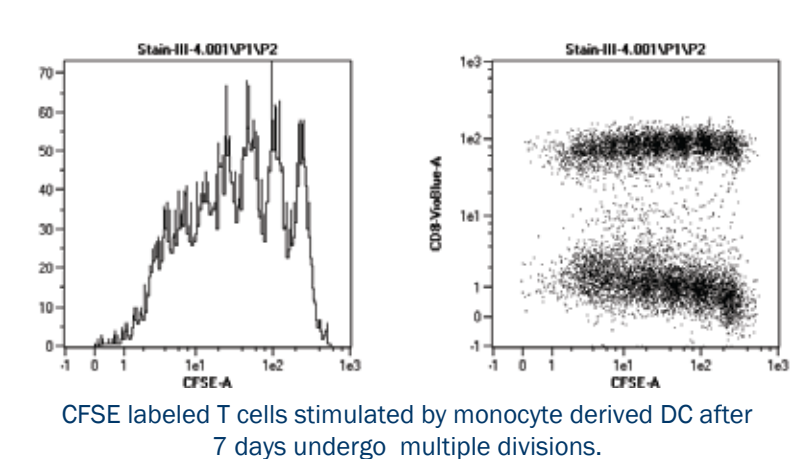 Stain-III-4.001\P1\P2
70
60
50
40
30
20
10
0
-1 0 1 1e1 1e2 1e3
CFSE-A
Stain-III-4.001\P1\P2
1e3
1e2
1e1
1
0
-1
CD8-VioBlue-A
-1 0 1 1e1 1e2 1e3
CFSE-A
CFSE labeled T cells stimulated by monocyte derived DC after
7 days undergo multiple divisions.